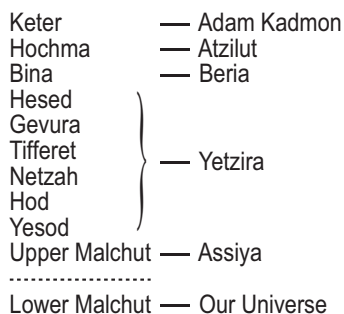 Keter — Adam Kadmon
Hochma — Atzilut
Bina — Beria
Hesed
Gevura
Tifferet
Netzah — Yetzira
Hod
Yesod
Upper Malchut — Assiya
Lower Malchut — Our Universe